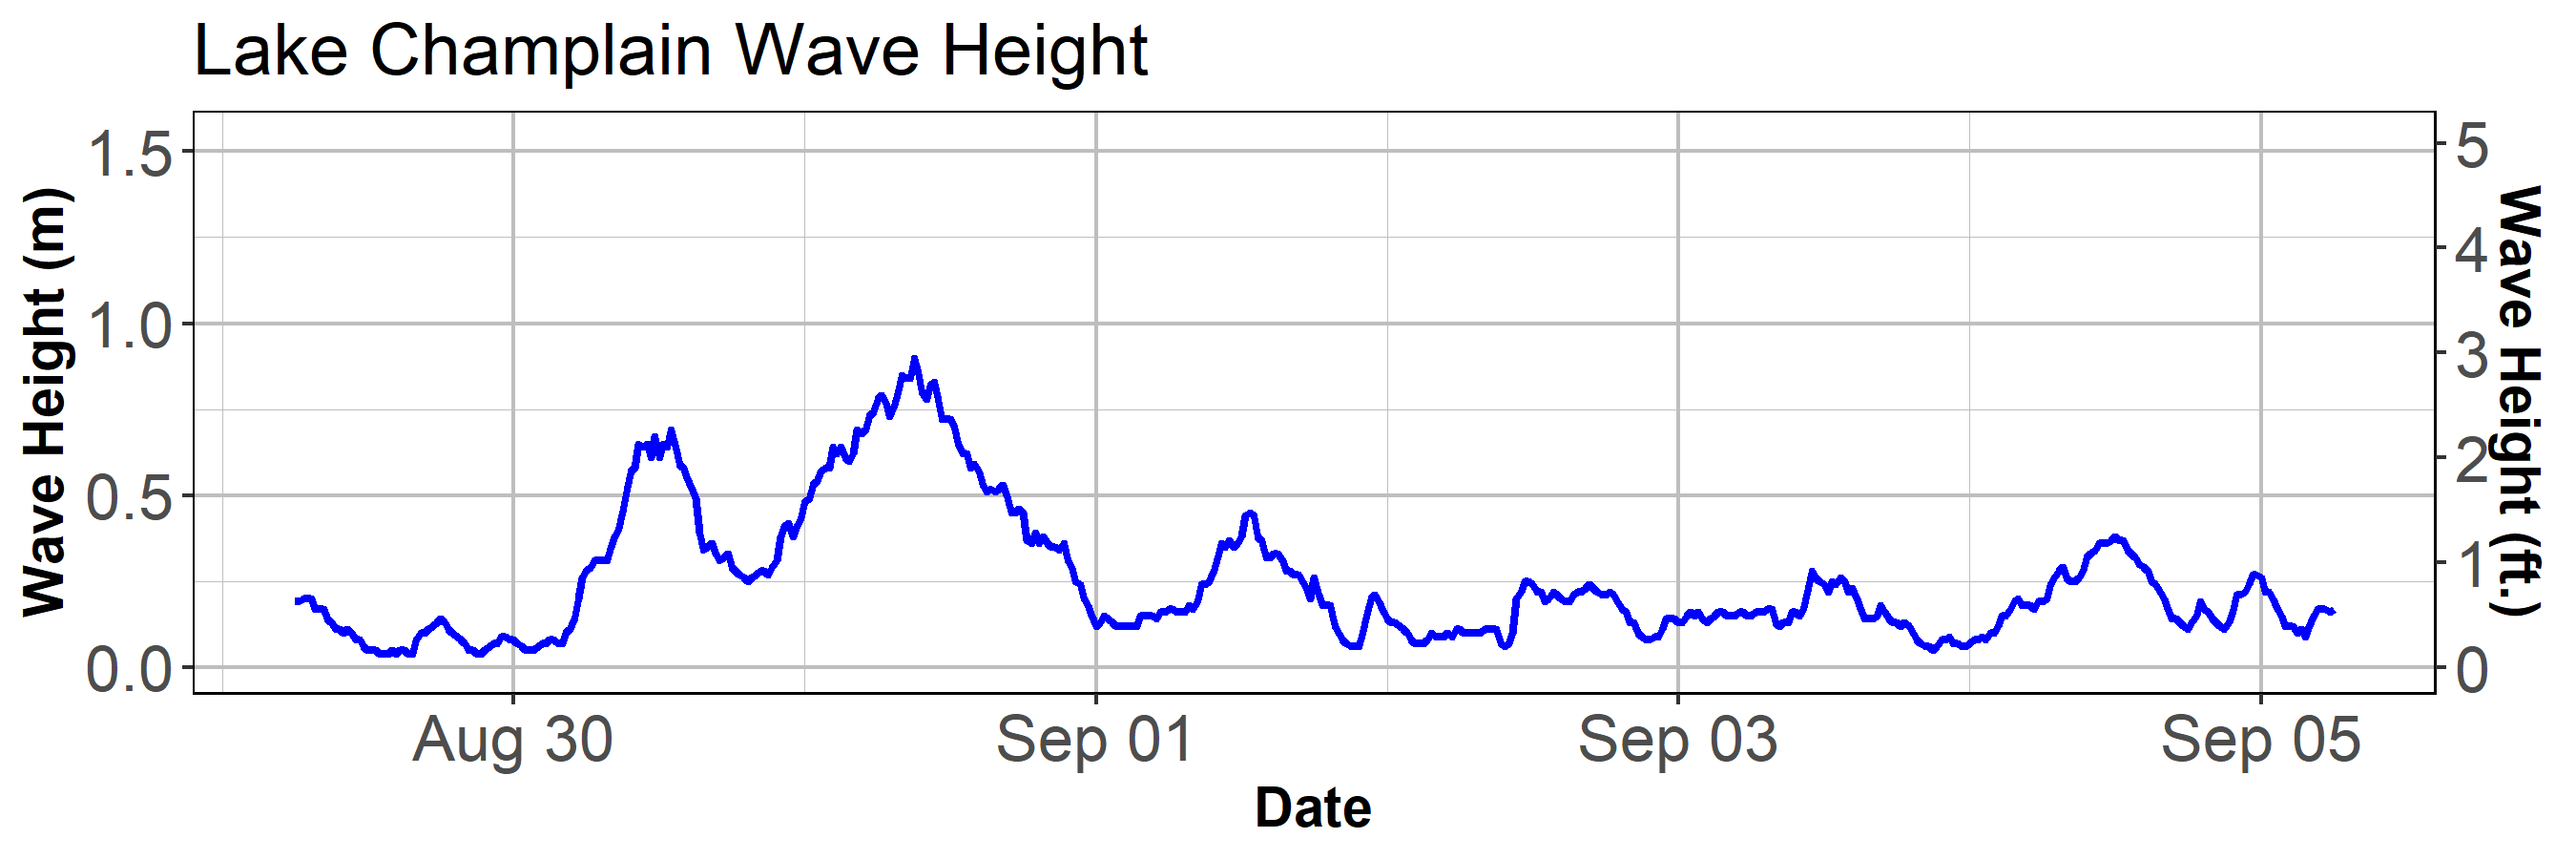 Lake Champlain Wave Height
Wave Height (m)
1.5
1.0
0.5
0.0
5
4
3
2
1
0
Wave Height (ft.)
Aug 30 Sep 01 Sep 03 Sep 05
Date